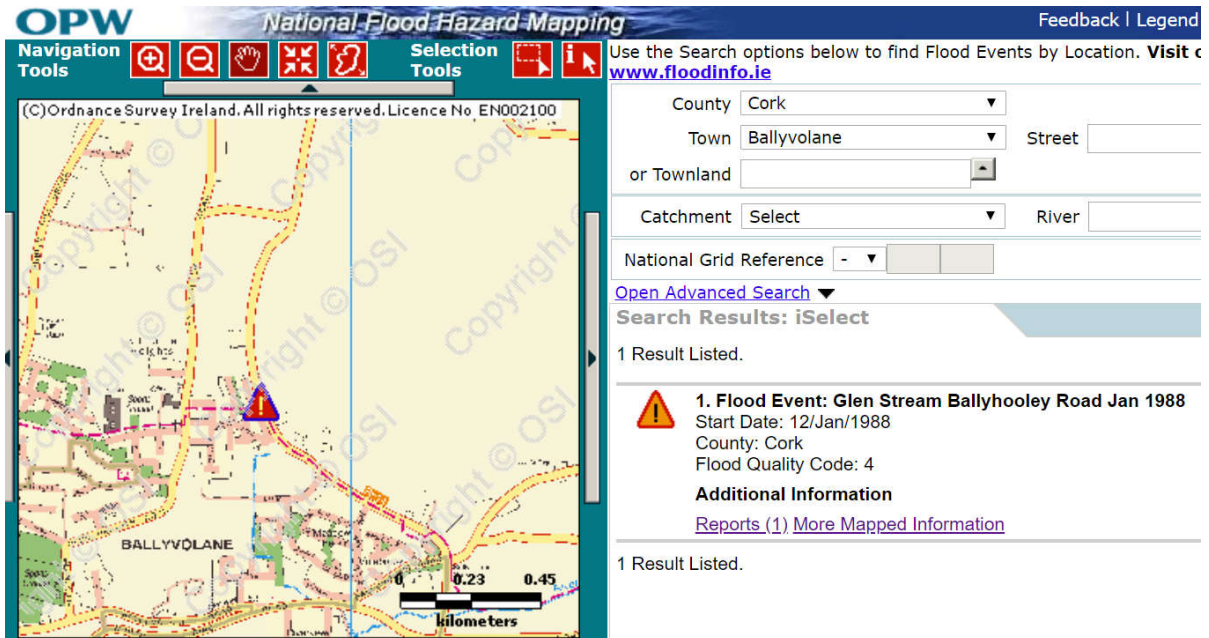 OPW National Flood Hazard Mapping Feedback | Legend
Navigation Tools
Selection Tools
Use the Search options below to find Flood Events by Location. Visit
www.floodinfo.ie
(C)Ordnance Survey Ireland. All rights reserved. Licence No EN002100
County Cork
Town Ballyvolane Street
or Townland
Catchment Select River
National Grid Reference -
Open Advanced Search
Search Results: iSelect
1 Result Listed.
1. Flood Event: Glen Stream Ballyhooley Road Jan 1988
Start Date: 12/Jan/1988
County: Cork
Flood Quality Code: 4
Additional Information
Reports (1) More Mapped Information
1 Result Listed.
Copyright © OSI
Copyright © OSI
Copyright © OSI
BALLYVOLANE
0 0.23 0.45
kilometers